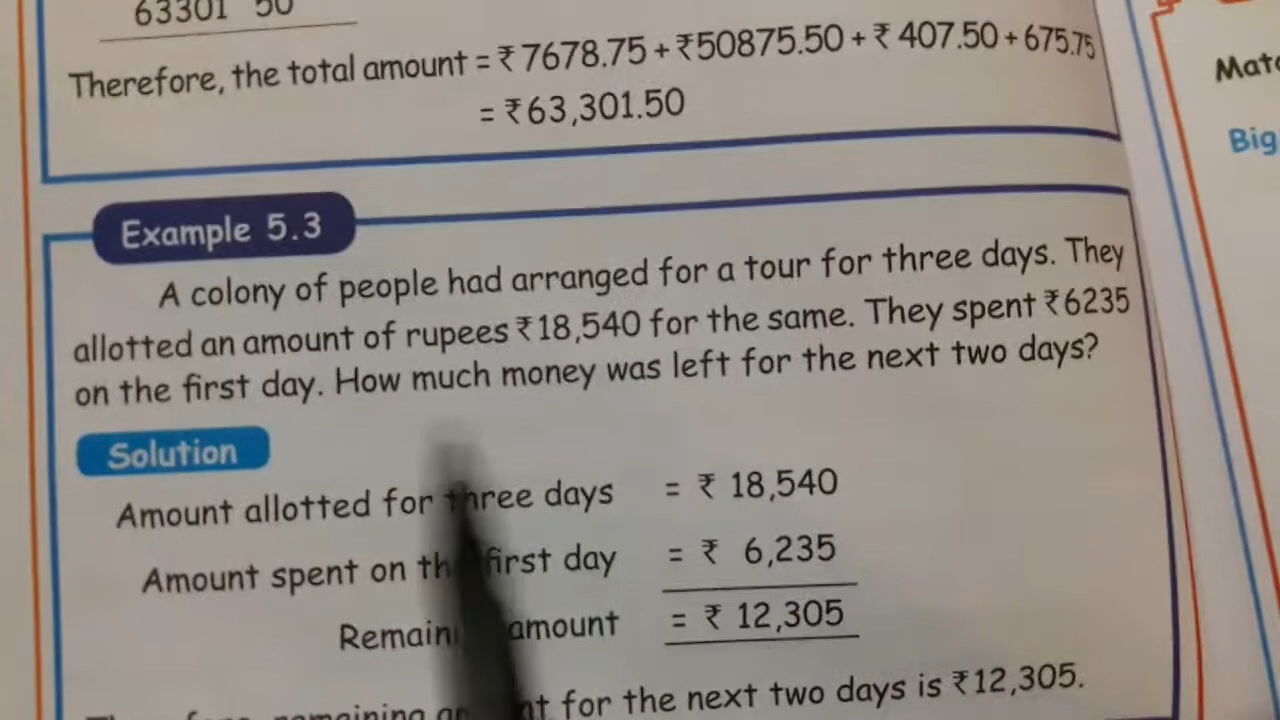 63301 50
Therefore, the total amount = ₹ 7678.75 + ₹50875.50 + ₹ 407.50 + 675.75
= ₹63,301.50
Example 5.3
A colony of people had arranged for a tour for three days. They
allotted an amount of rupees ₹18,540 for the same. They spent ₹6235
on the first day. How much money was left for the next two days?
Solution
Amount allotted for three days = ₹ 18,540
Amount spent on the first day = ₹ 6,235
Remaining amount = ₹ 12,305
remaining for the next two days is ₹12,305.
Big